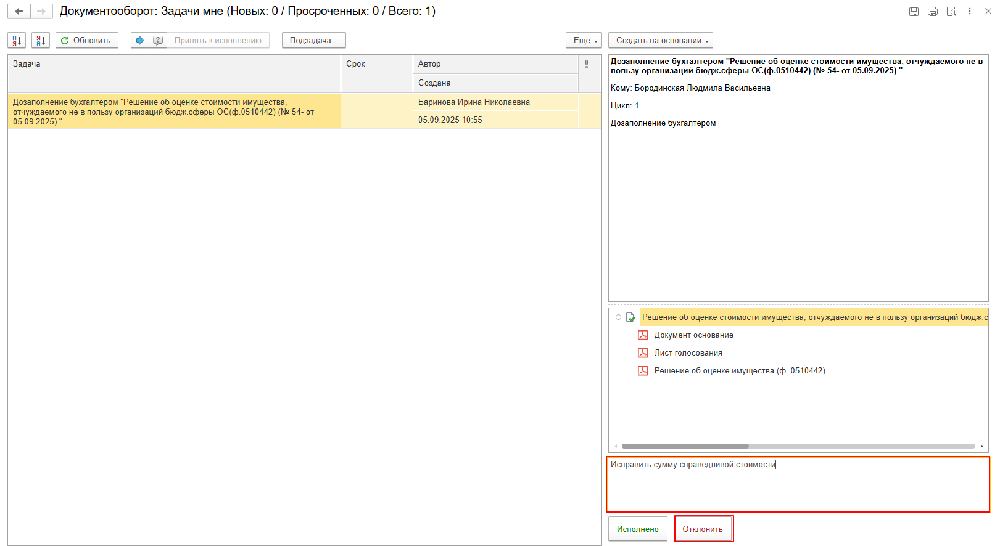 Документооборот: Задачи мне (Новых: 0 / Просроченных: 0 / Всего: 1)
А
Я
Я
А
Обновить
?
Принять к исполнению
Подзадача...
Еще
Создать на основании
Задача
Срок
Автор
Создана
Дозаполнение бухгалтером "Решение об оценке стоимости имущества,
отчуждаемого не в пользу организаций бюдж.сферы ОС(ф.0510442) (№ 54- от
05.09.2025) "
Баринова Ирина Николаевна
05.09.2025 10:55
Дозаполнение бухгалтером "Решение об оценке стоимости имущества, отчуждаемого не в
пользу организаций бюдж.сферы ОС(ф.0510442) (№ 54- от 05.09.2025) "
Кому: Бородинская Людмила Васильевна
Цикл: 1
Дозаполнение бухгалтером
Решение об оценке стоимости имущества, отчуждаемого не в пользу организаций бюдж.с
Документ основание
Лист голосования
Решение об оценке имущества (ф. 0510442)
Исправить сумму справедливой стоимости
Исполнено
Отклонить